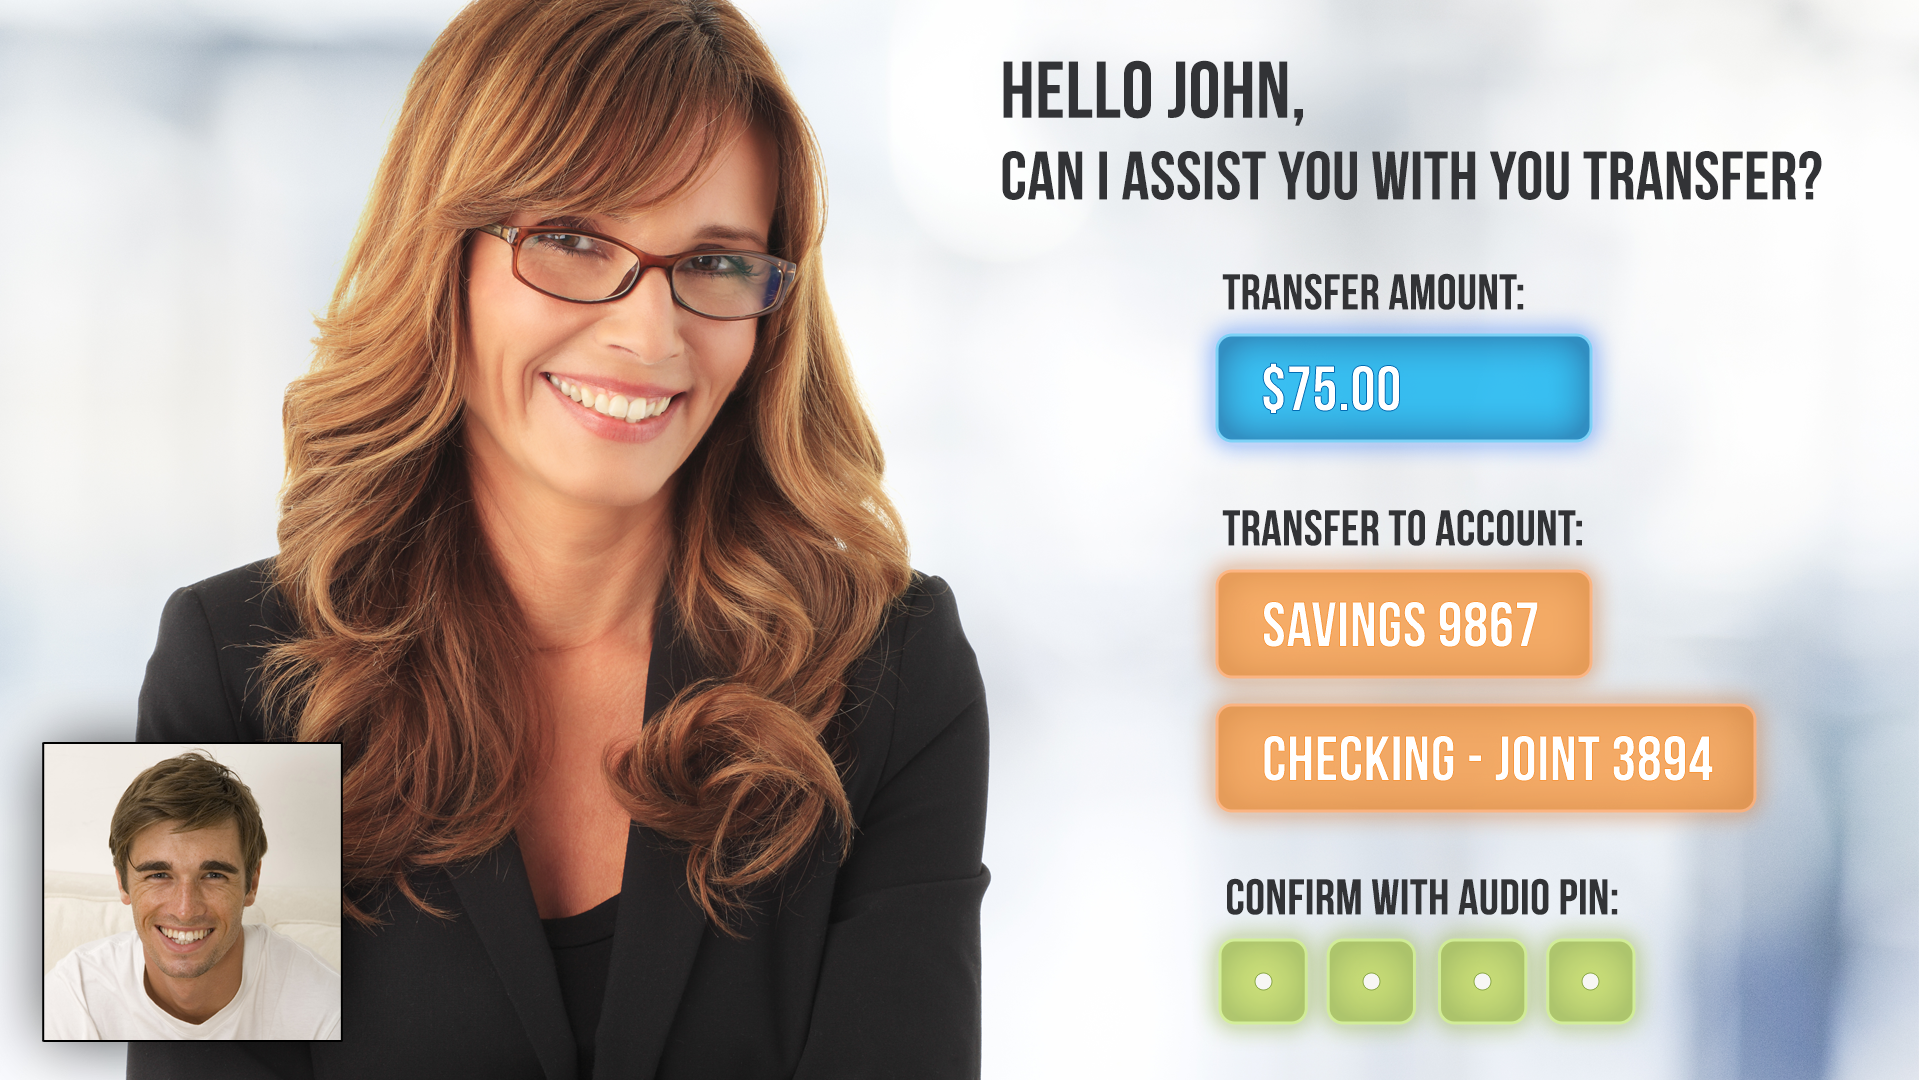 HELLO JOHN,
CAN I ASSIST YOU WITH YOU TRANSFER?
TRANSFER AMOUNT:
$75.00
TRANSFER TO ACCOUNT:
SAVINGS 9867
CHECKING - JOINT 3894
CONFIRM WITH AUDIO PIN: